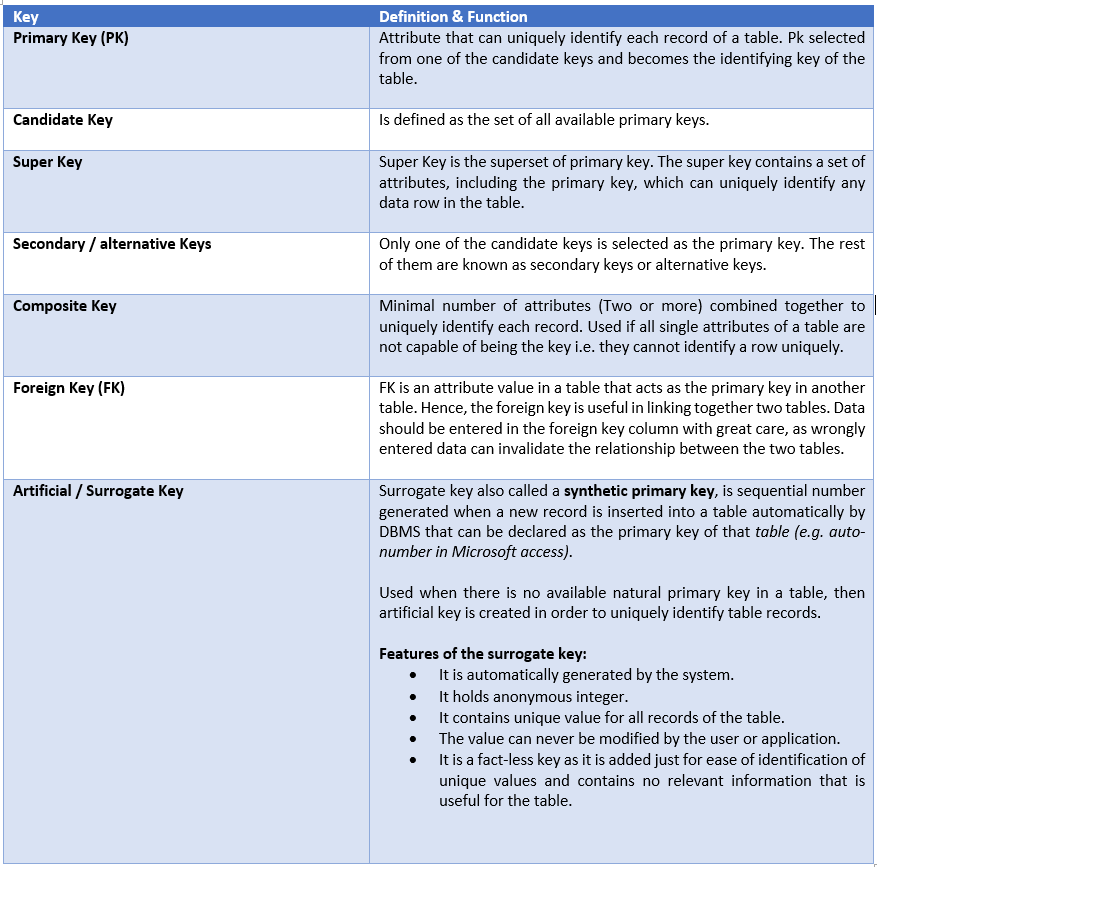 Key
Definition & Function
Primary Key (PK)
Attribute that can uniquely identify each record of a table. Pk selected
from one of the candidate keys and becomes the identifying key of the
table.
Candidate Key
Is defined as the set of all available primary keys.
Super Key
Super Key is the superset of primary key. The super key contains a set of
attributes, including the primary key, which can uniquely identify any
data row in the table.
Secondary / alternative Keys
Only one of the candidate keys is selected as the primary key. The rest
of them are known as secondary keys or alternative keys.
Composite Key
Minimal number of attributes (Two or more) combined together to
uniquely identify each record. Used if all single attributes of a table are
not capable of being the key i.e. they cannot identify a row uniquely.
Foreign Key (FK)
FK is an attribute value in a table that acts as the primary key in another
table. Hence, the foreign key is useful in linking together two tables. Data
should be entered in the foreign key column with great care, as wrongly
entered data can invalidate the relationship between the two tables.
Artificial / Surrogate Key
Surrogate key also called a synthetic primary key, is sequential number
generated when a new record is inserted into a table automatically by
DBMS that can be declared as the primary key of that table (e.g. auto-
number in Microsoft access).
Used when there is no available natural primary key in a table, then
artificial key is created in order to uniquely identify table records.
Features of the surrogate key:
• It is automatically generated by the system.
• It holds anonymous integer.
• It contains unique value for all records of the table.
• The value can never be modified by the user or application.
• It is a fact-less key as it is added just for ease of identification of
unique values and contains no relevant information that is
useful for the table.